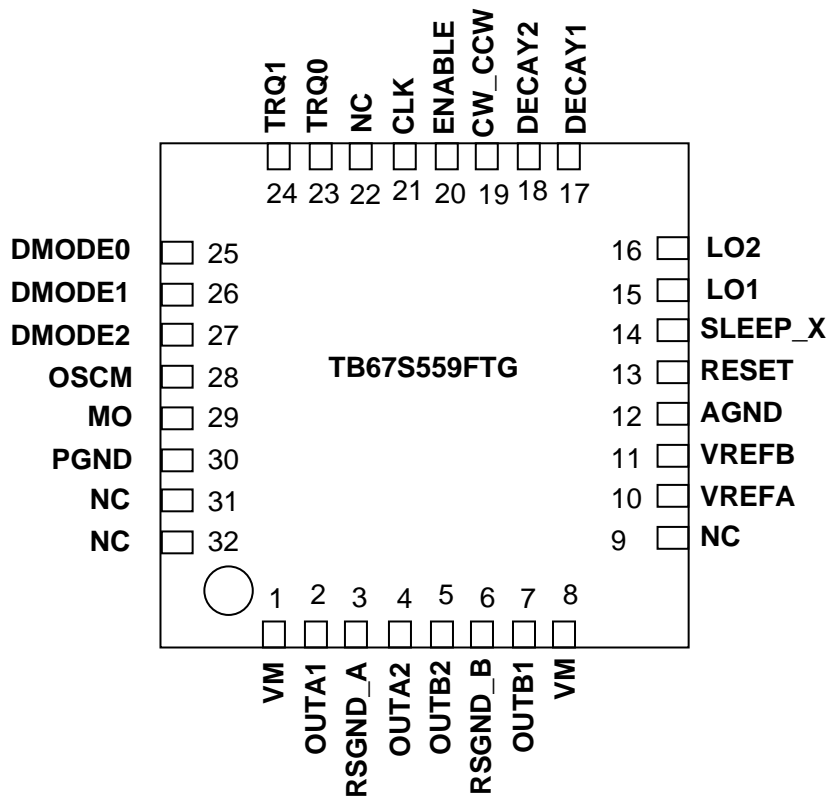 TRQ1
TRQ0
NC
CLK
ENABLE
CW_CCW
DECAY2
DECAY1
24 23 22 21 20 19 18 17
DMODE0 25
DMODE1 26
DMODE2 27
OSCM 28
MO 29
PGND 30
NC 31
NC 32
TB67S559FTG
16 LO2
15 LO1
14 SLEEP_X
13 RESET
12 AGND
11 VREFB
10 VREFA
9 NC
1 2 3 4 5 6 7 8
VM
OUTA1
RSGND_A
OUTA2
OUTB2
RSGND_B
OUTB1
VM